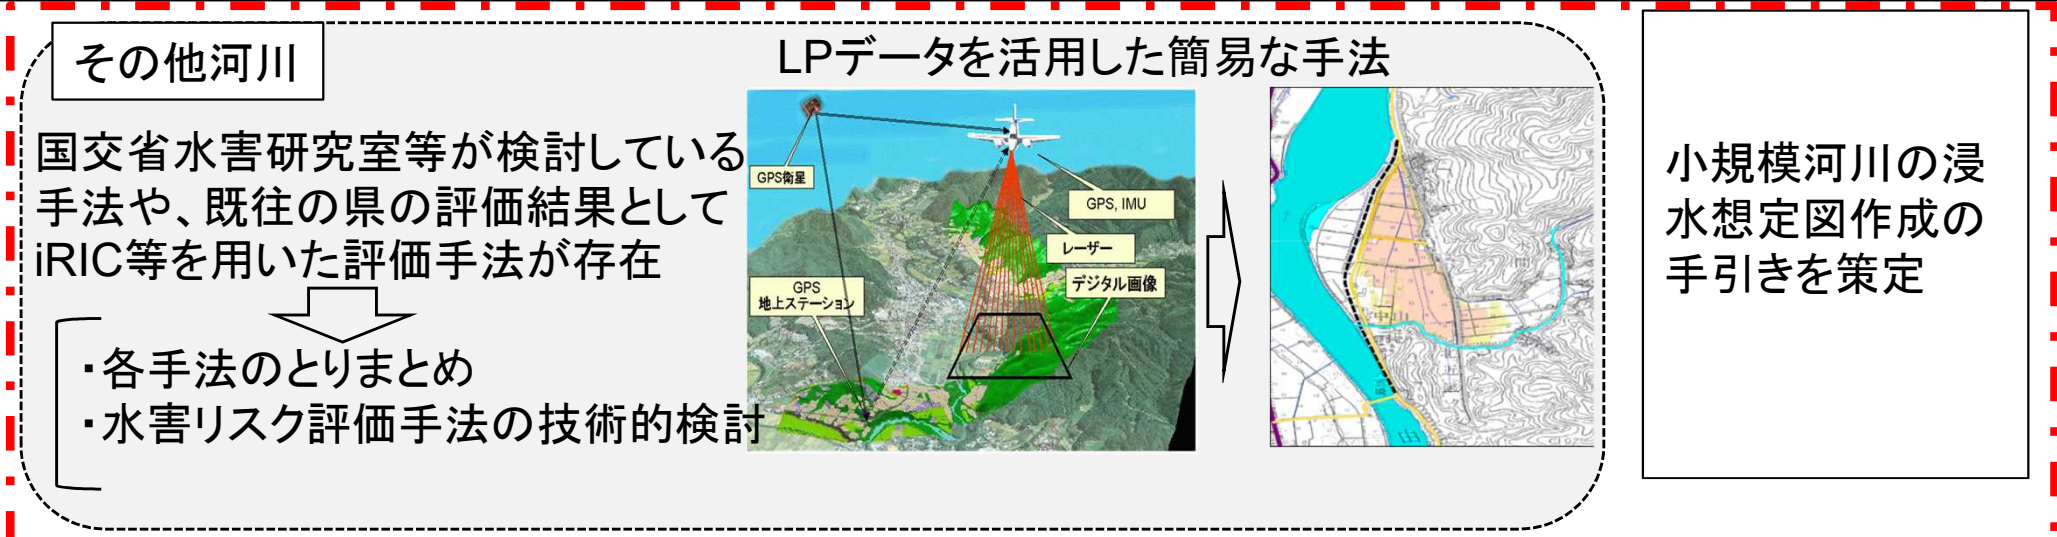 その他河川
国交省水害研究室等が検討している
手法や、既往の県の評価結果として
iRIC等を用いた評価手法が存在
・各手法のとりまとめ
・水害リスク評価手法の技術的検討
LPデータを活用した簡易な手法
GPS衛星
GPS, IMU
レーザー
デジタル画像
GPS
地上ステーション
中山
由
小規模河川の浸
水想定図作成の
手引きを策定